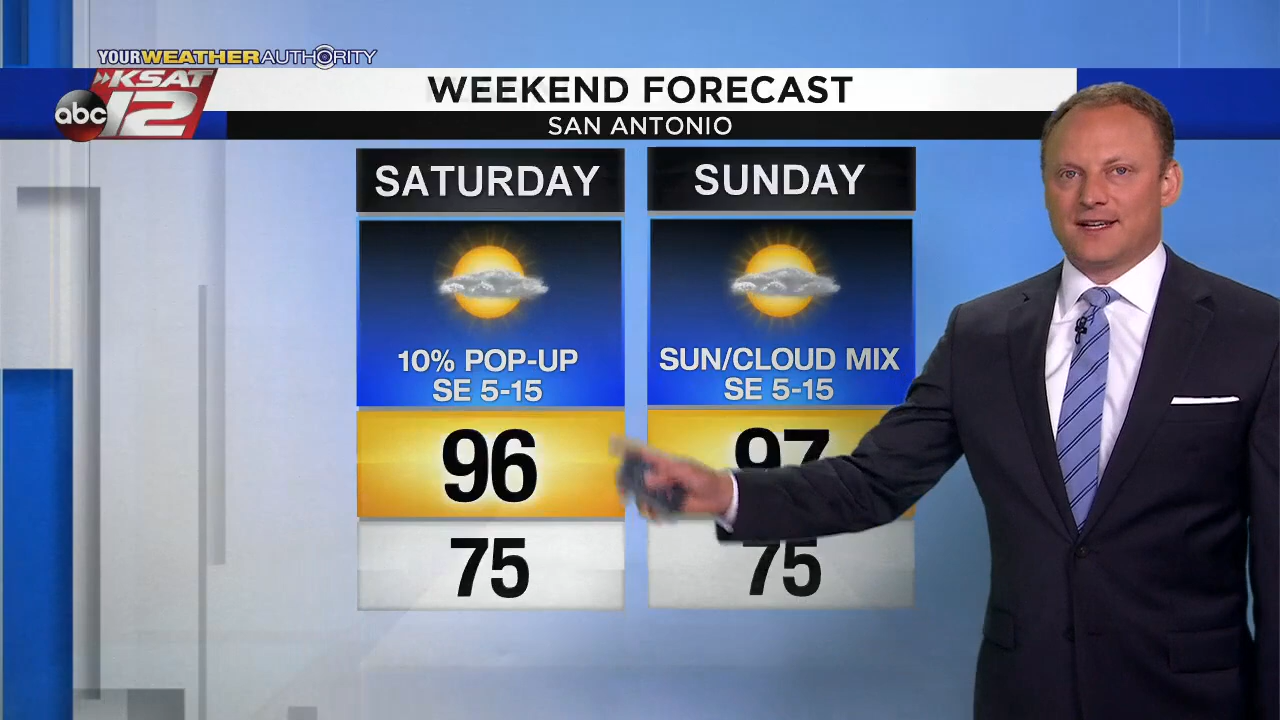 YOURWEATHERAUTHORITY
KSAT
abc 12
WEEKEND FORECAST
SAN ANTONIO
SATURDAY
10% POP-UP
SE 5-15
96
75
SUNDAY
SUN/CLOUD MIX
SE 5-15
97
75